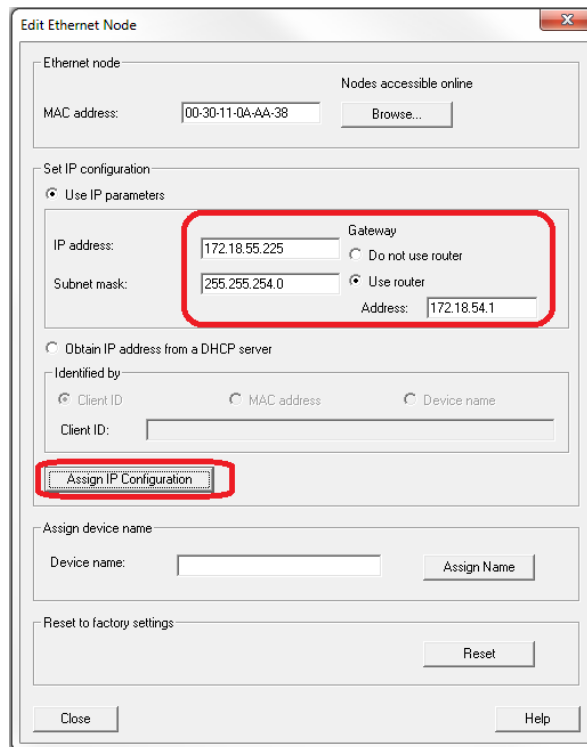 Edit Ethernet Node
Ethernet node
Nodes accessible online
MAC address: 00-30-11-0A-AA-38 Browse...
Set IP configuration
Use IP parameters
Gateway
IP address: 172.18.55.225 Do not use router
Subnet mask: 255.255.254.0 Use router
Address: 172.18.54.1
Obtain IP address from a DHCP server
Identified by
Client ID MAC address Device name
Client ID:
Assign IP Configuration
Assign device name
Device name: Assign Name
Reset to factory settings
Reset
Close Help